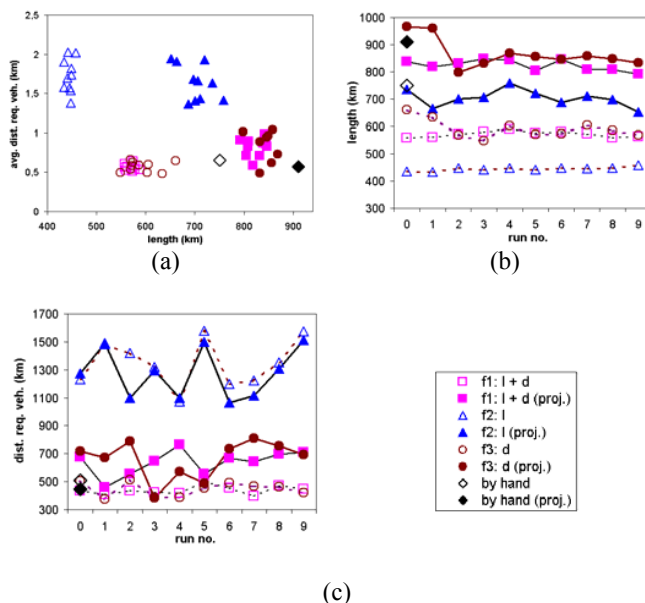 avg. dist. req. veh. (km)
2,5
2
1,5
1
0,5
0
400 500 600 700 800 900
length (km)
(a)
length (km)
1000
900
800
700
600
500
400
300
0 1 2 3 4 5 6 7 8 9
run no.
(b)
dist. req. veh. (km)
1700
1500
1300
1100
900
700
500
300
0 1 2 3 4 5 6 7 8 9
run no.
f1: l + d
f1: l + d (proj.)
f2: l
f2: l (proj.)
f3: d
f3: d (proj.)
by hand
by hand (proj.)
(c)